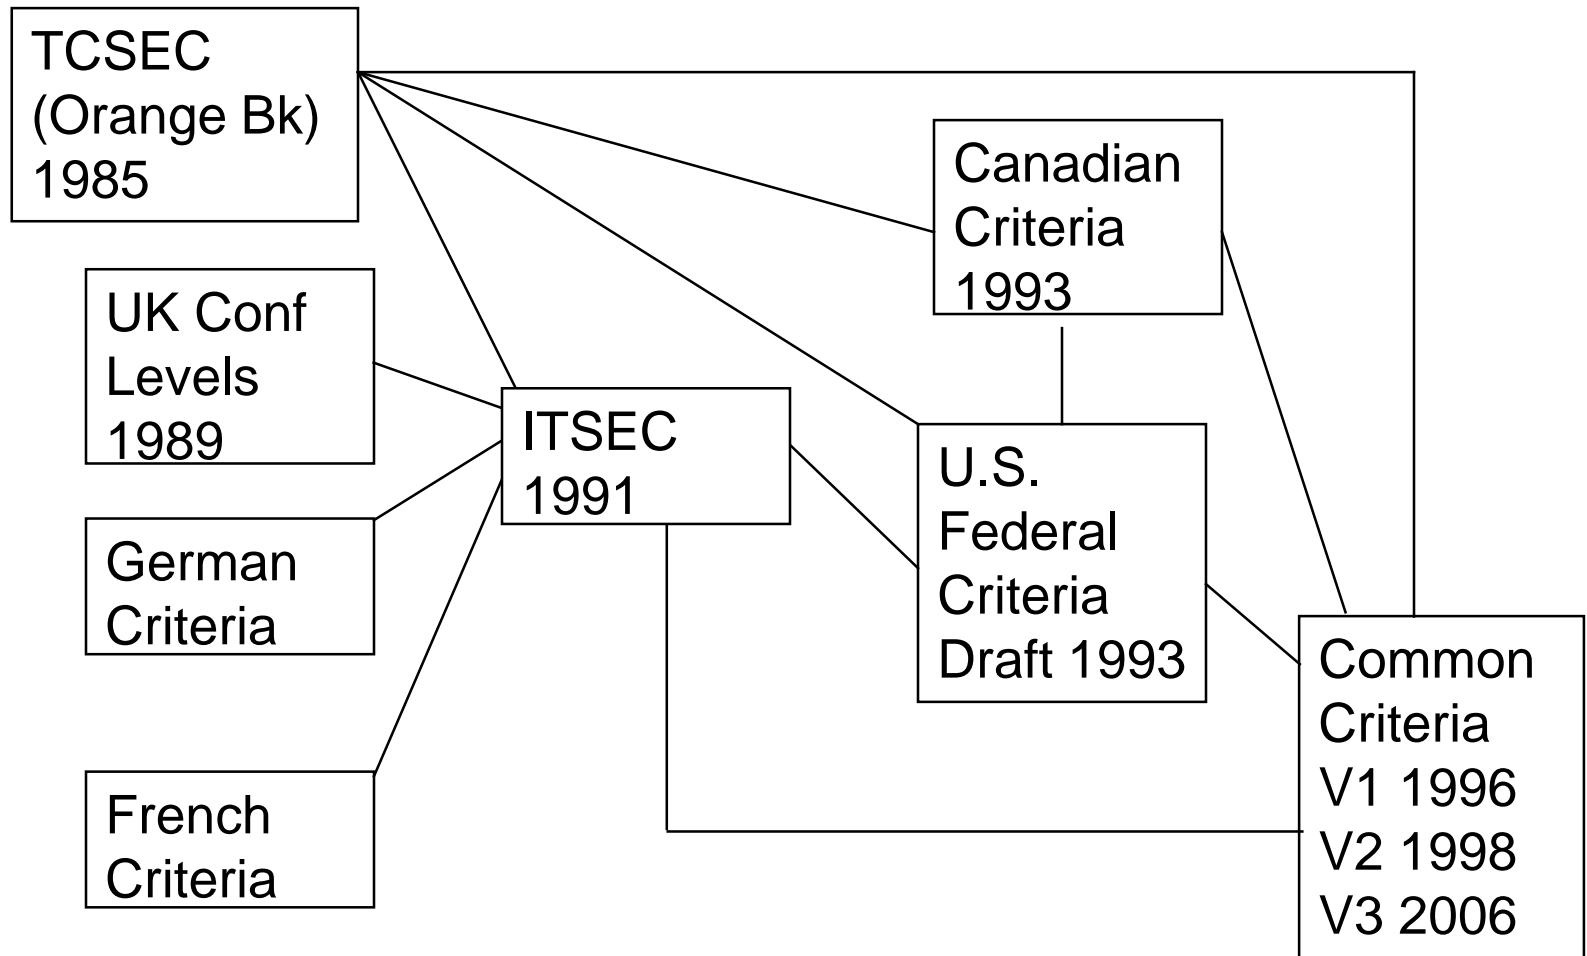 TCSEC
(Orange Bk)
1985
Canadian
Criteria
1993
UK Conf
Levels
1989
ITSEC
1991
U.S.
Federal
Criteria
Draft 1993
German
Criteria
Common
Criteria
V1 1996
V2 1998
V3 2006
French
Criteria